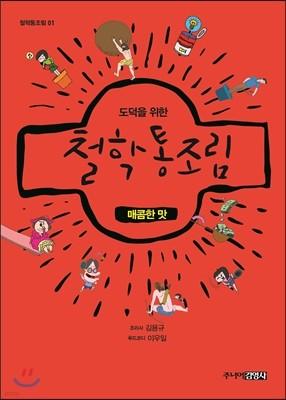 철학통조림 01
도덕을 위한
철학통조림
매콤한 맛
조리사 김용규
푸드코디 이우일
주니어김영사